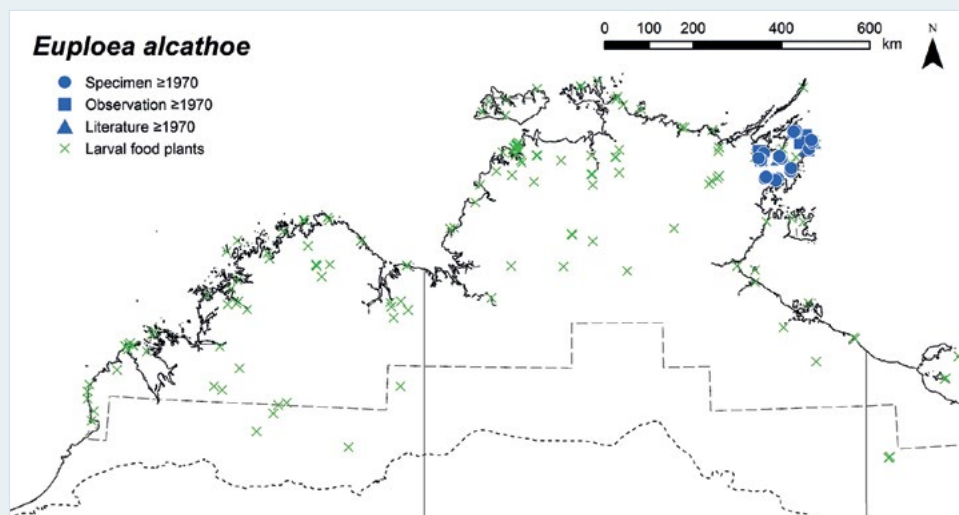 Euploea alcathoe
Specimen ≥1970
Observation ≥1970
Literature ≥1970
Larval food plants
0 100 200 400 600
km
N